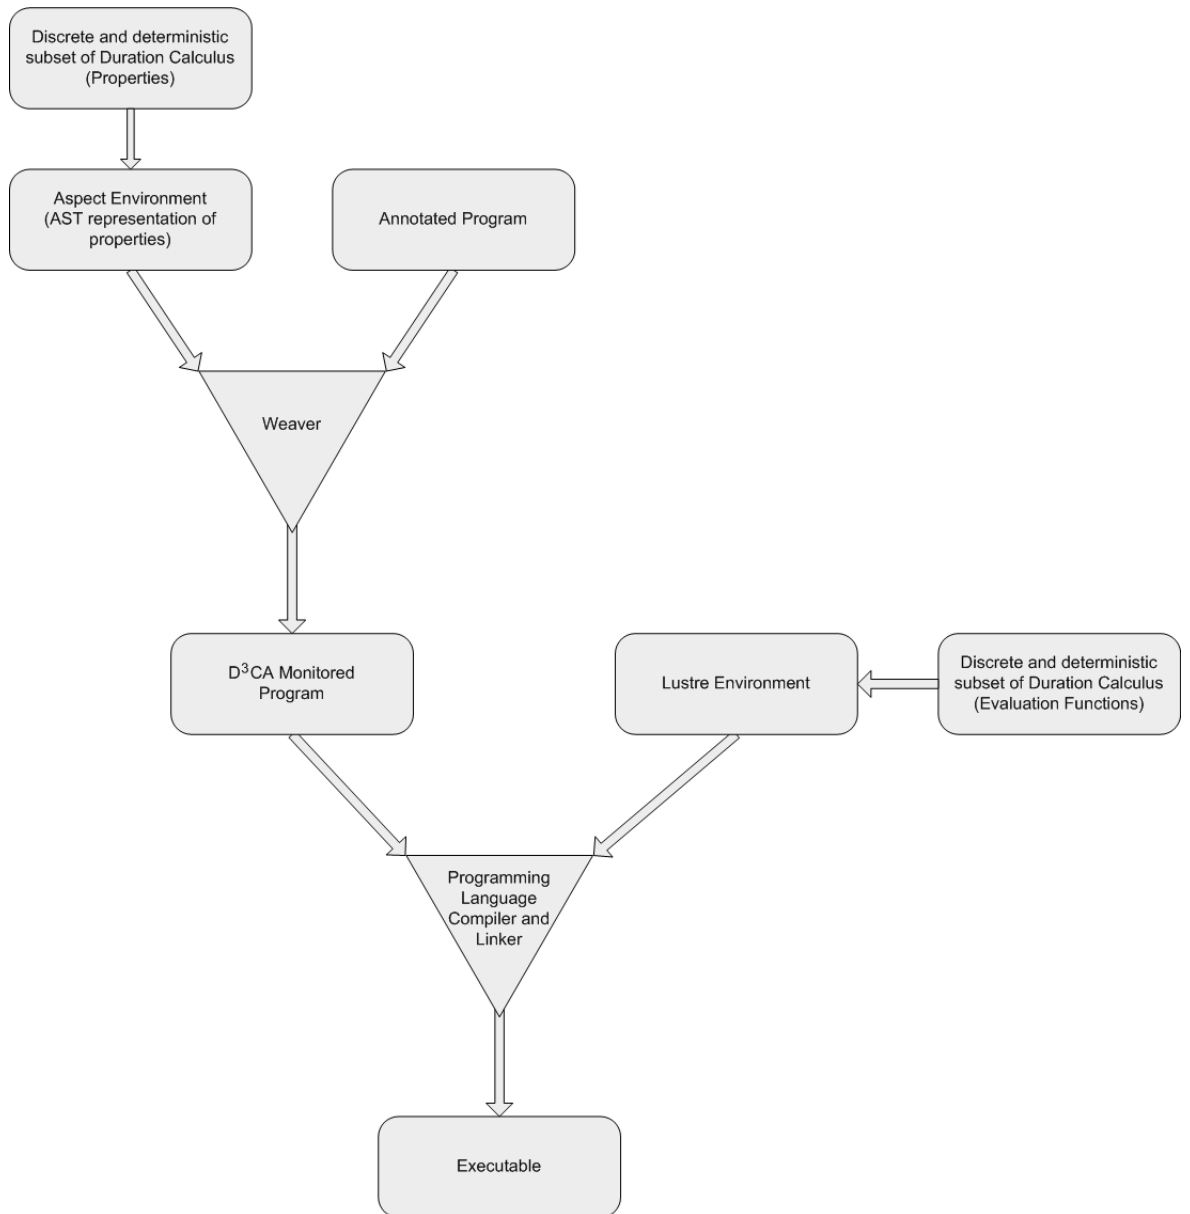 Discrete and deterministic
subset of Duration Calculus
(Properties)
Aspect Environment
(AST representation of
properties)
Annotated Program
Weaver
D³CA Monitored
Program
Lustre Environment
Discrete and deterministic
subset of Duration Calculus
(Evaluation Functions)
Programming
Language
Compiler and
Linker
Executable